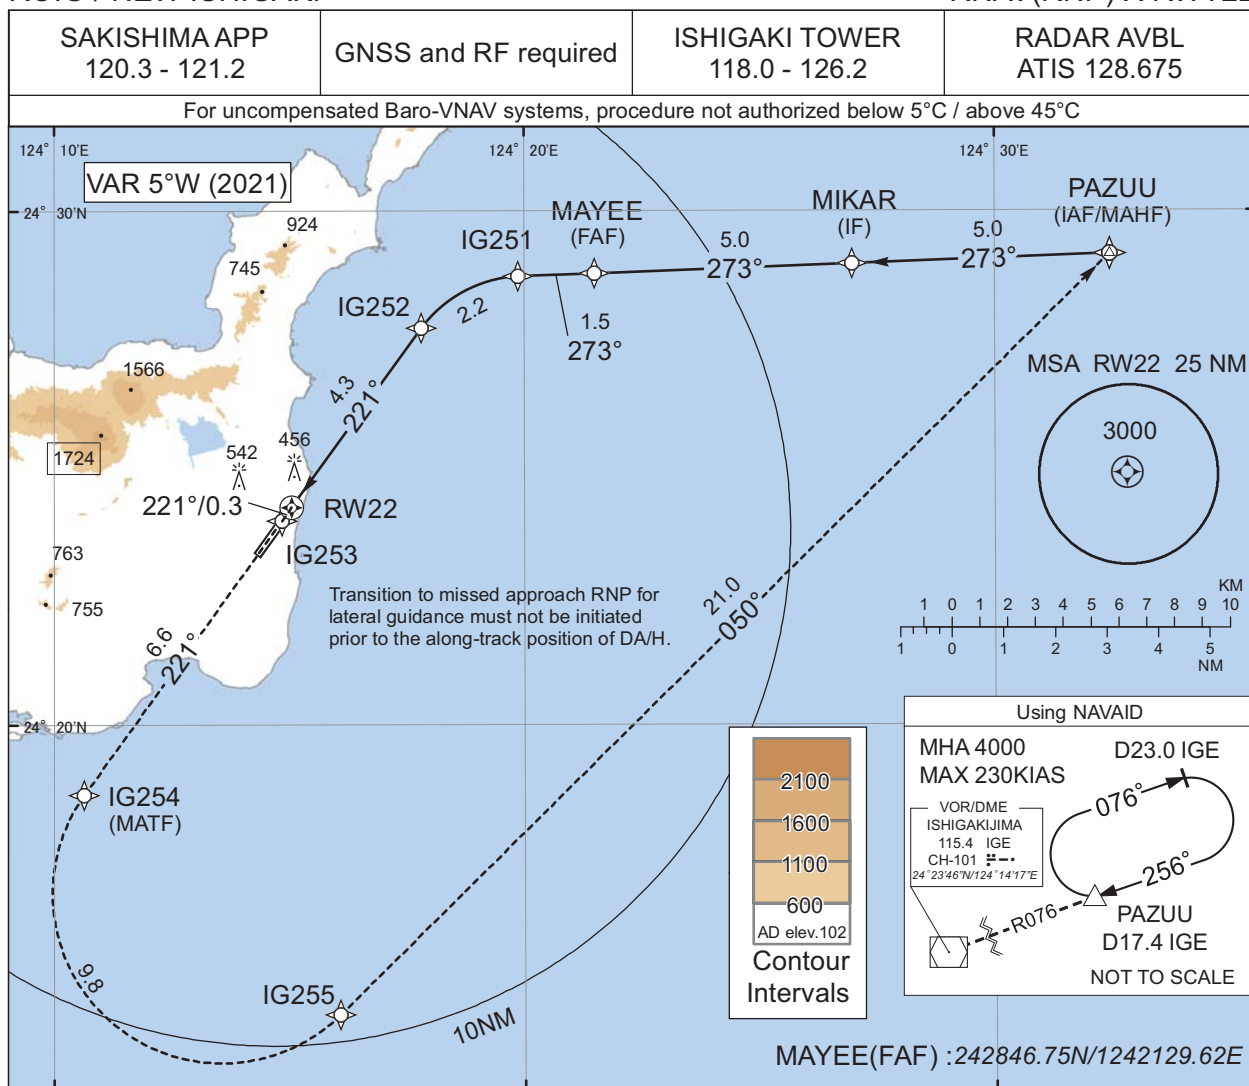 SAKISHIMA APP
120.3 - 121.2
GNSS and RF required
ISHIGAKI TOWER
118.0 - 126.2
RADAR AVBL
ATIS 128.675
For uncompensated Baro-VNAV systems, procedure not authorized below 5°C / above 45°C
124° 10'E
124° 20'E
124° 30'E
VAR 5°W (2021)
24° 30'N
924
745
MAYEE
(FAF)
MIKAR
(IF)
PAZUU
(IAF/MAHF)
IG251
5.0
273°
5.0
273°
IG252
2.2
1.5
273°
1566
4.3
221°
MSA RW22 25 NM
3000
1724
542
456
221°/0.3
RW22
IG253
763
755
Transition to missed approach RNP for
lateral guidance must not be initiated
prior to the along-track position of DA/H.
21.0
050°
KM
1 0 1 2 3 4 5 6 7 8 9 10
1 0 1 2 3 4 5
NM
6.6
221°
24° 20'N
IG254
(MATF)
9.8
IG255
10NM
2100
1600
1100
600
AD elev.102
Contour
Intervals
Using NAVAID
MHA 4000
MAX 230KIAS
D23.0 IGE
VOR/DME
ISHIGAKIJIMA
115.4 IGE
CH-101
24°23'46"N/124°14'17"E
076°
256°
R076
PAZUU
D17.4 IGE
NOT TO SCALE
MAYEE(FAF) :242846.75N/1242129.62E